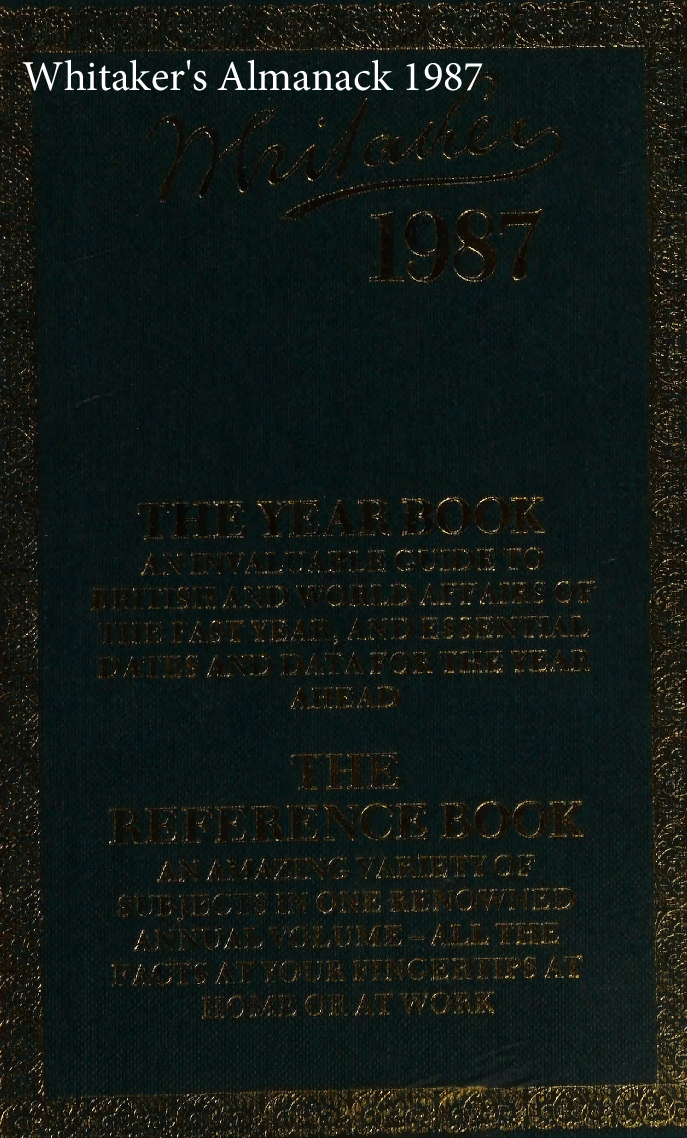 Whitaker's Almanack 1987
Whitaker
1987
THE YEAR BOOK
AN INVALUABLE GUIDE TO
BRITISH AND WORLD AFFAIRS OF
THE PAST YEAR, AND ESSENTIAL
DATES AND DATA FOR THE YEAR
AHEAD
THE
REFERENCE BOOK
AN AMAZING VARIETY OF
SUBJECTS IN ONE RENOWNED
ANNUAL VOLUME – ALL THE
FACTS AT YOUR FINGERTIPS AT
HOME OR AT WORK